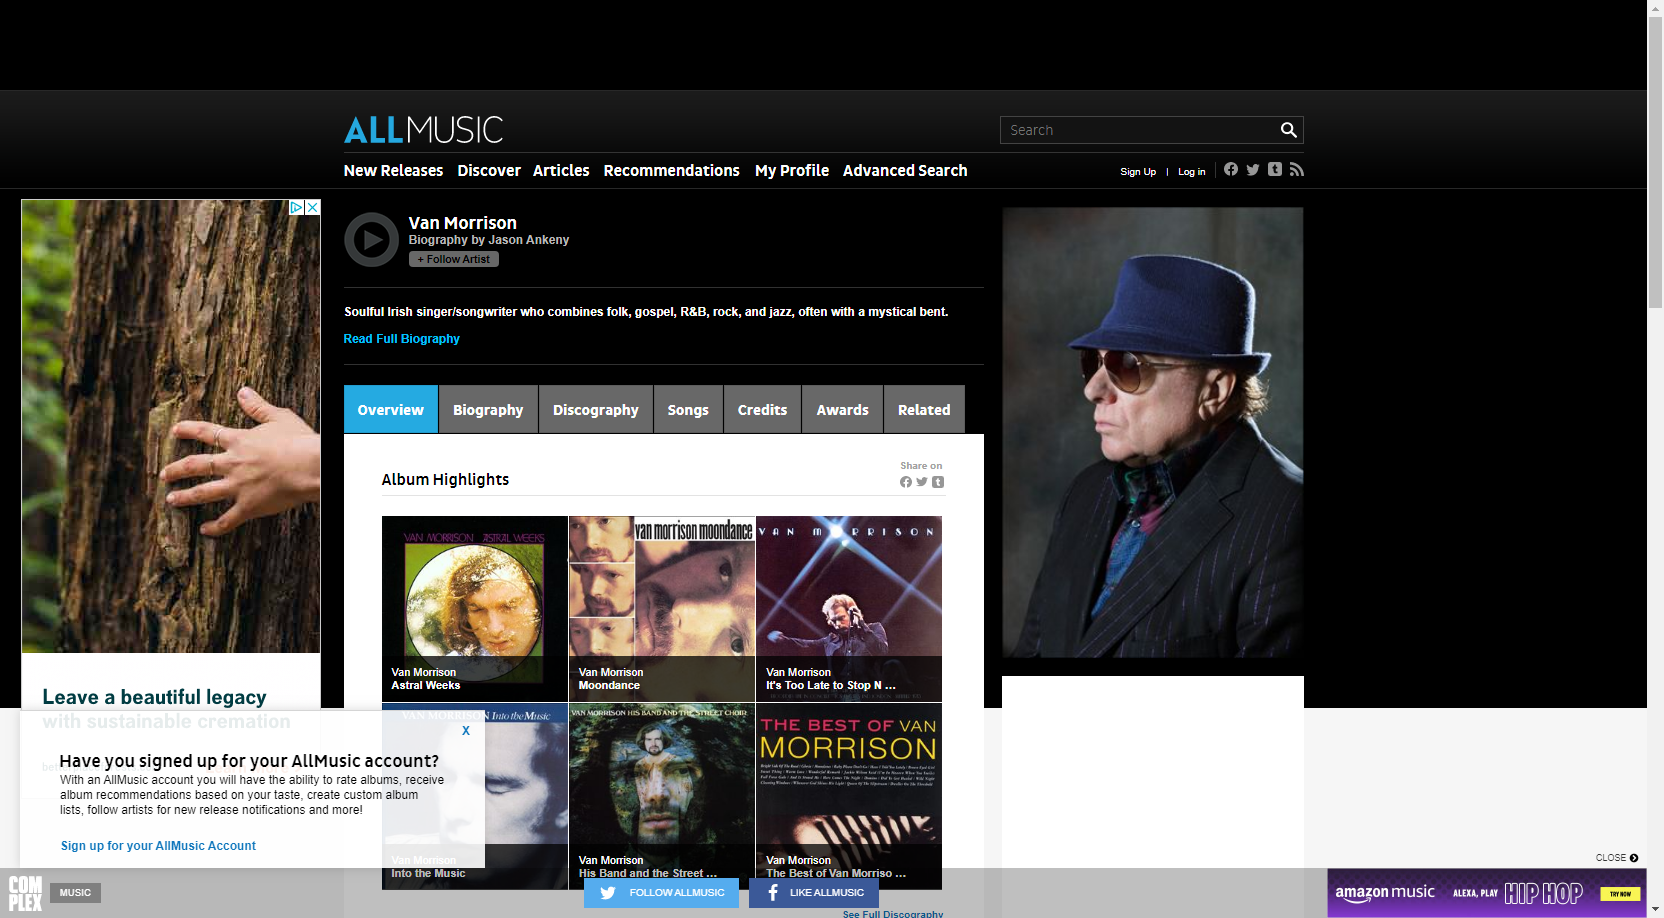 ALLMUSIC
Search
New Releases Discover Articles Recommendations My Profile Advanced Search
Sign Up | Log in
Van Morrison
Biography by Jason Ankeny
+ Follow Artist
Soulful Irish singer/songwriter who combines folk, gospel, R&B, rock, and jazz, often with a mystical bent.
Read Full Biography
Overview Biography Discography Songs Credits Awards Related
Album Highlights
Share on
VAN MORRISON ASTRAL WEEKS
van morrison moondance
VAN MORRISON
Van Morrison
Astral Weeks
Van Morrison
Moondance
Van Morrison
It's Too Late to Stop N ...
Leave a beautiful legacy
with sustainable cremation
VAN MORRISON Into the Music
VAN MORRISON HIS BAND AND THE STREET CHOIR
THE BEST OF VAN
MORRISON
X
Have you signed up for your AllMusic account?
With an AllMusic account you will have the ability to rate albums, receive
album recommendations based on your taste, create custom album
lists, follow artists for new release notifications and more!
Sign up for your AllMusic Account
Van Morrison
Into the Music
Van Morrison
His Band and the Street ...
Van Morrison
The Best of Van Morriso ...
CLOSE
COM
PLEX
MUSIC
FOLLOW ALLMUSIC
LIKE ALLMUSIC
amazon music ALEXA, PLAY HIP HOP TRY NOW
See Full Discography